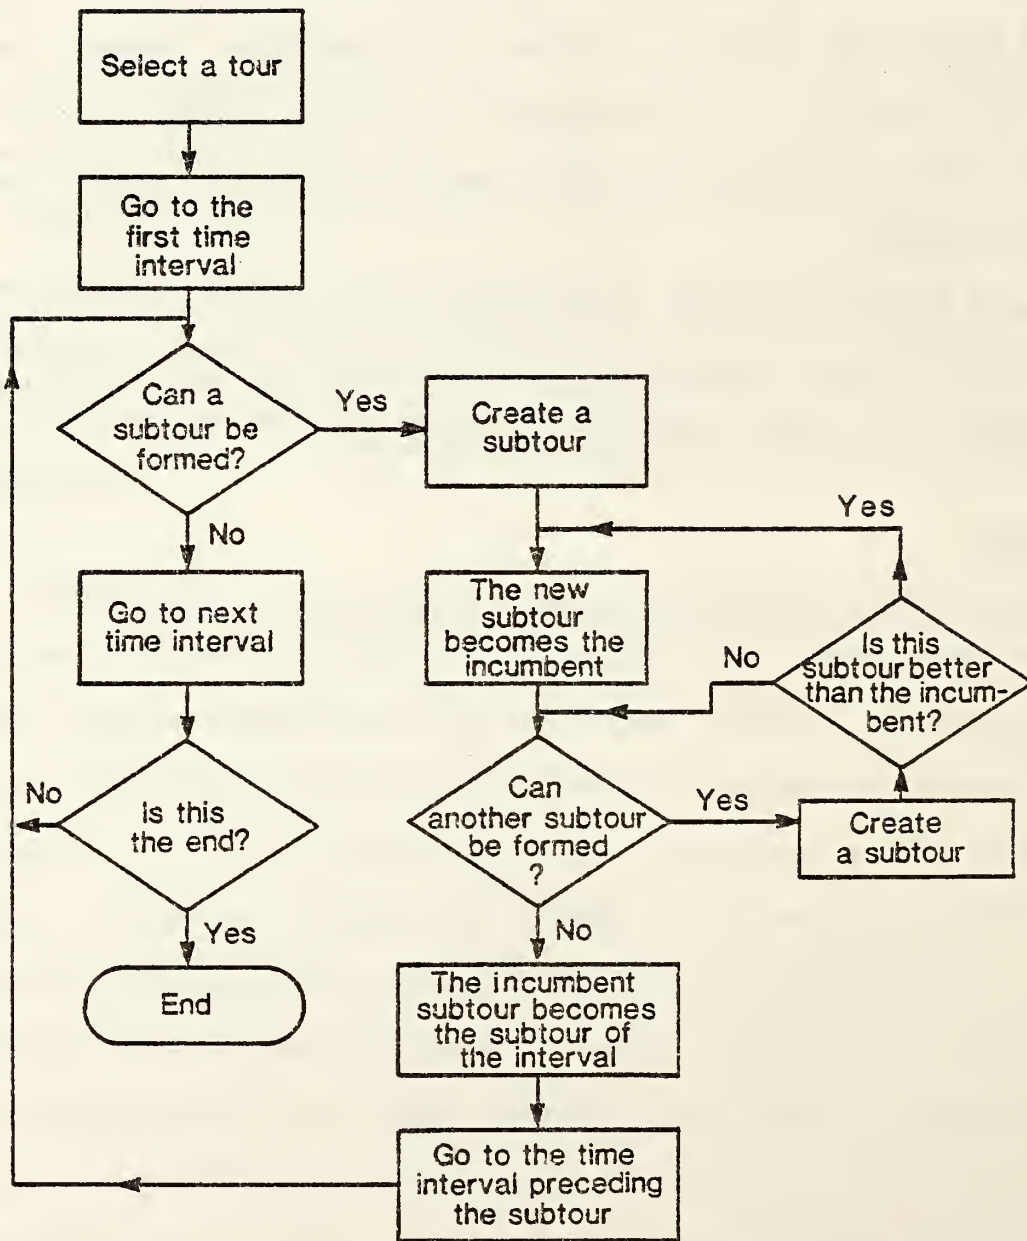 Select a tour
Go to the
first time
interval
Can a
subtour be
formed?
Yes
Create a
subtour
No
Yes
Go to next
time interval
The new
subtour
becomes the
incumbent
No
Is this
subtour better
than the incum-
bent?
No
Is this
the end?
Can
another subtour
be formed
?
Yes
Create
a subtour
Yes
No
End
The incumbent
subtour becomes
the subtour of
the interval
Go to the time
interval preceding
the subtour